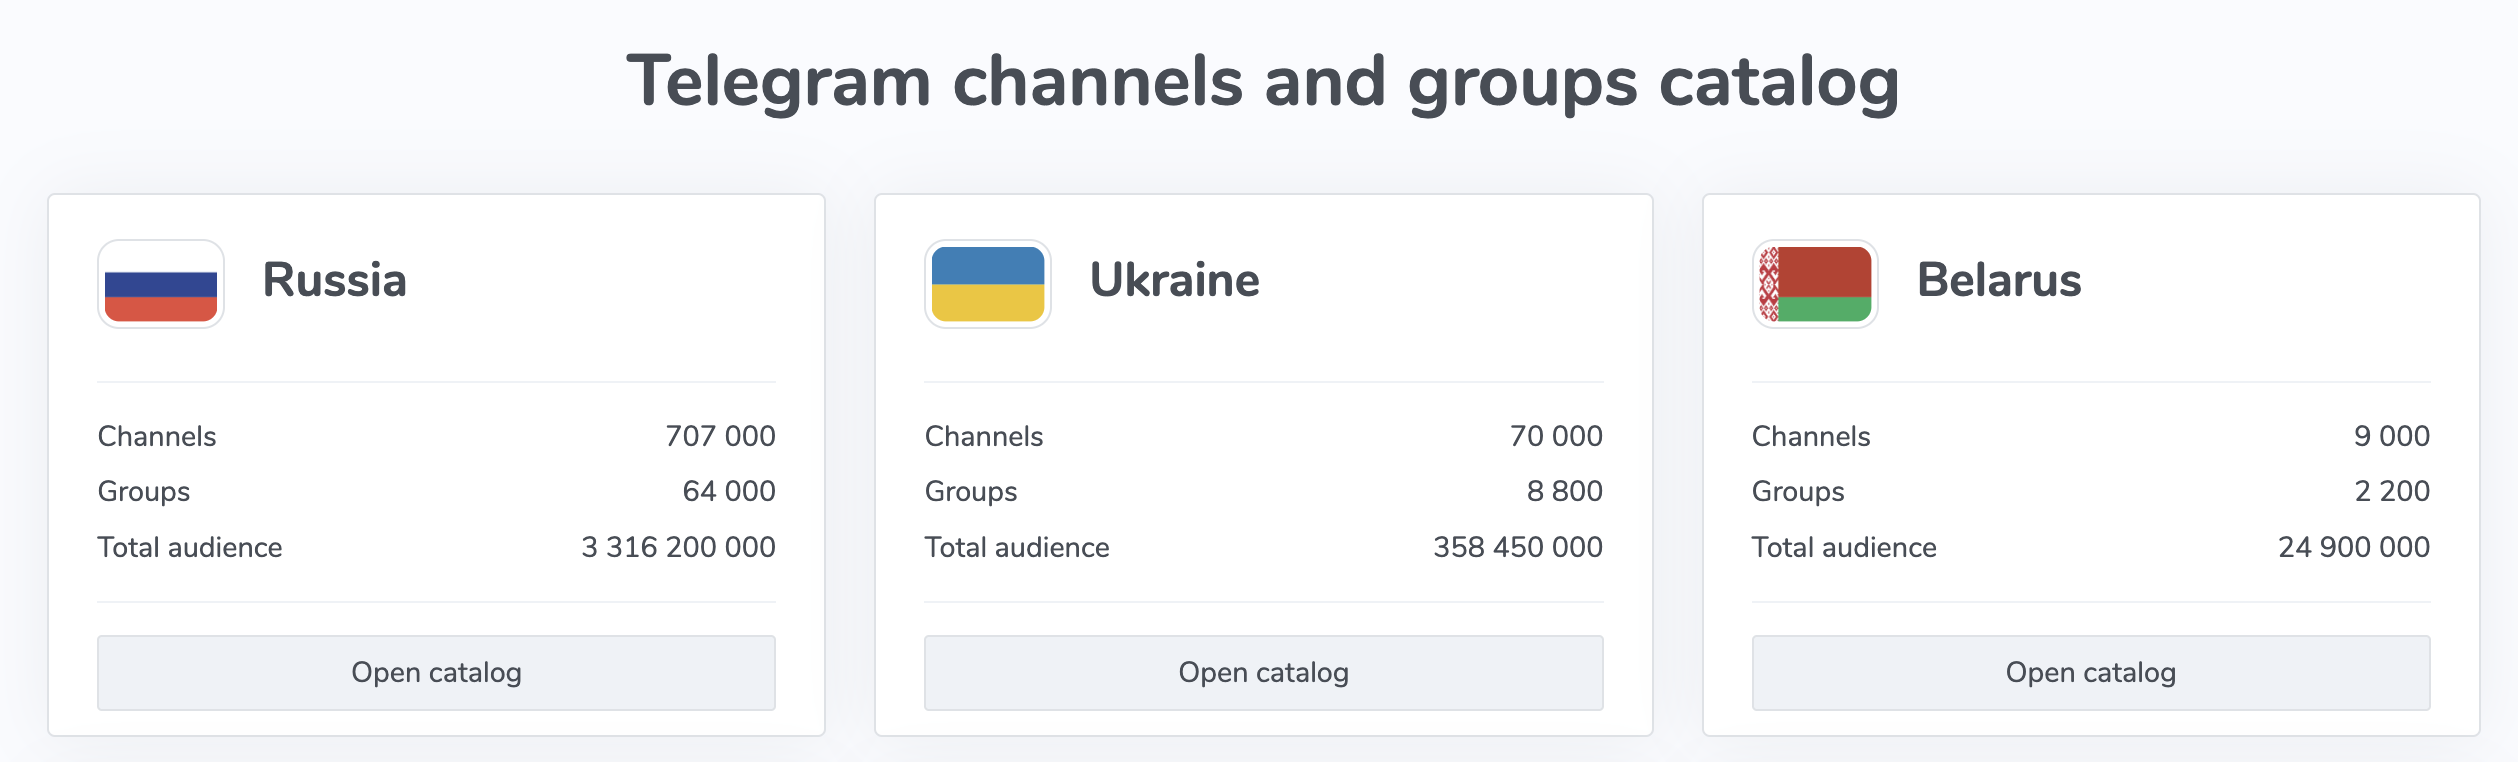 Telegram channels and groups catalog
Russia
Channels 707 000
Groups 64 000
Total audience 3 316 200 000
Open catalog
Ukraine
Channels 70 000
Groups 8 800
Total audience 358 450 000
Open catalog
Belarus
Channels 9 000
Groups 2 200
Total audience 24 900 000
Open catalog